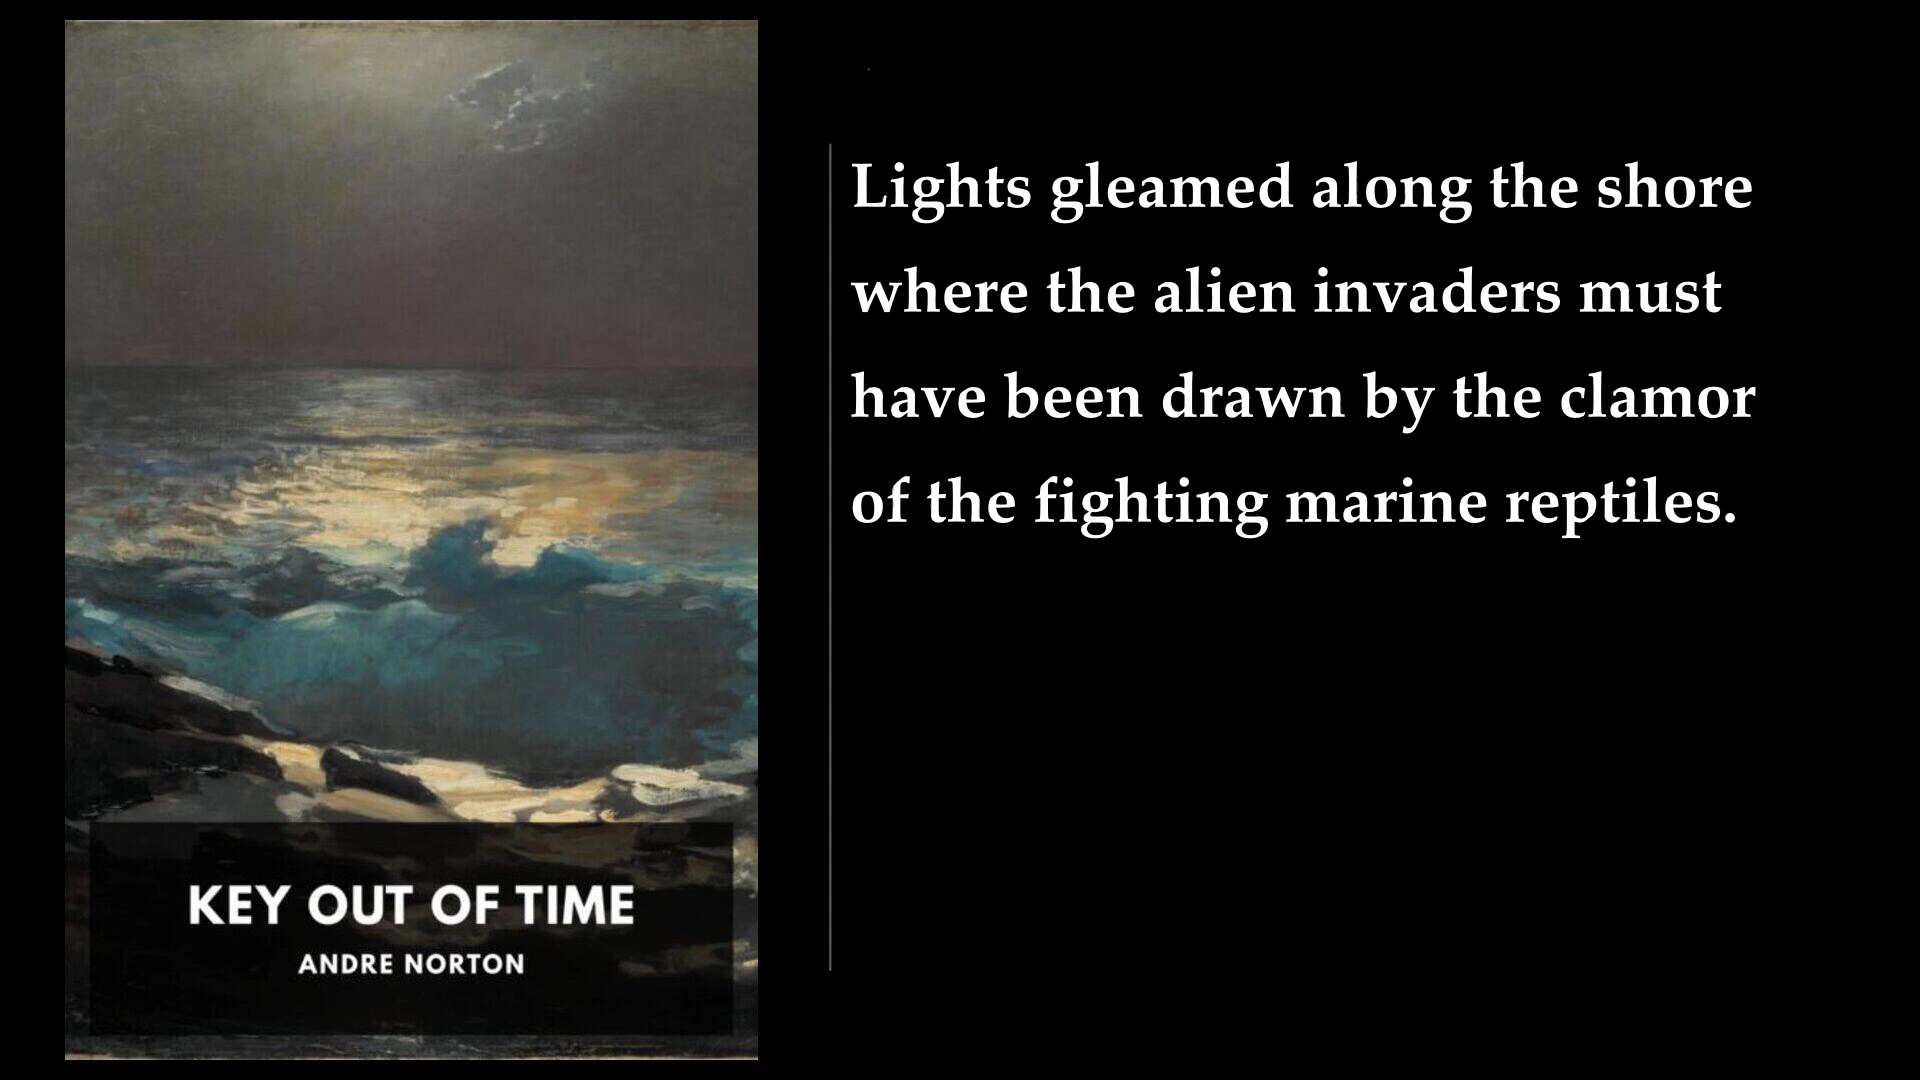 Lights gleamed along the shore
where the alien invaders must
have been drawn by the clamor
of the fighting marine reptiles.
KEY OUT OF TIME
ANDRE NORTON